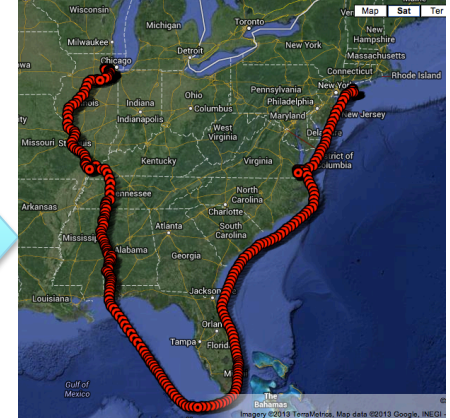 Wisconsin
Michigan
Toronto
Map Sat Ter
New
Hampshire
Milwaukee
Detroit
New York
Massachusetts
Chicago
Connecticut
Rhode Island
Ohio
Pennsylvania
Indiana
Columbus
Philadelphia
New Jersey
Indianapolis
Maryland
West
Virginia
Missouri
Kentucky
Virginia
North
Carolina
Arkansas
Charlotte
Atlanta
South
Carolina
Alabama
Georgia
Louisiana
Tampa
Gulf of
Mexico
The
Bahamas
Imagery ©2013 TerraMetrics, Map data ©2013 Google, INEGI